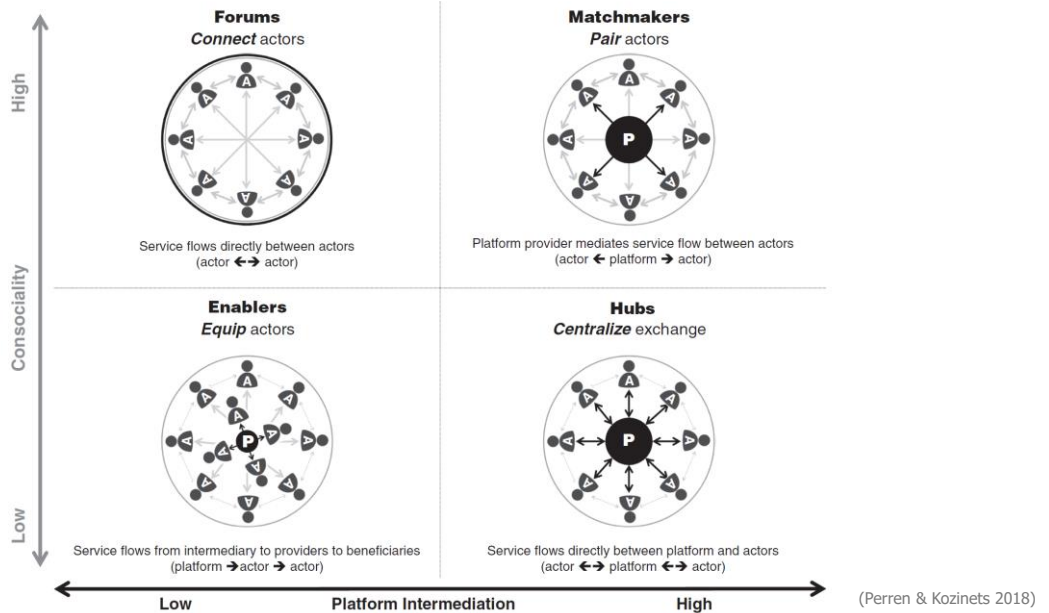 Forums
Connect actors
A
A
A
A
A
A
A
A
Service flows directly between actors
(actor ←→ actor)
Matchmakers
Pair actors
A
A
A
A
P
A
A
A
A
Platform provider mediates service flow between actors
(actor ← platform → actor)
Enablers
Equip actors
A
A
A
A
A
P
A
A
A
A
A
A
A
Service flows from intermediary to providers to beneficiaries
(platform → actor → actor)
Hubs
Centralize exchange
A
A
A
A
P
A
A
A
A
Service flows directly between platform and actors
(actor ←→ platform ←→ actor)
High
Consociality
Low
Low Platform Intermediation High
(Perren & Kozinets 2018)